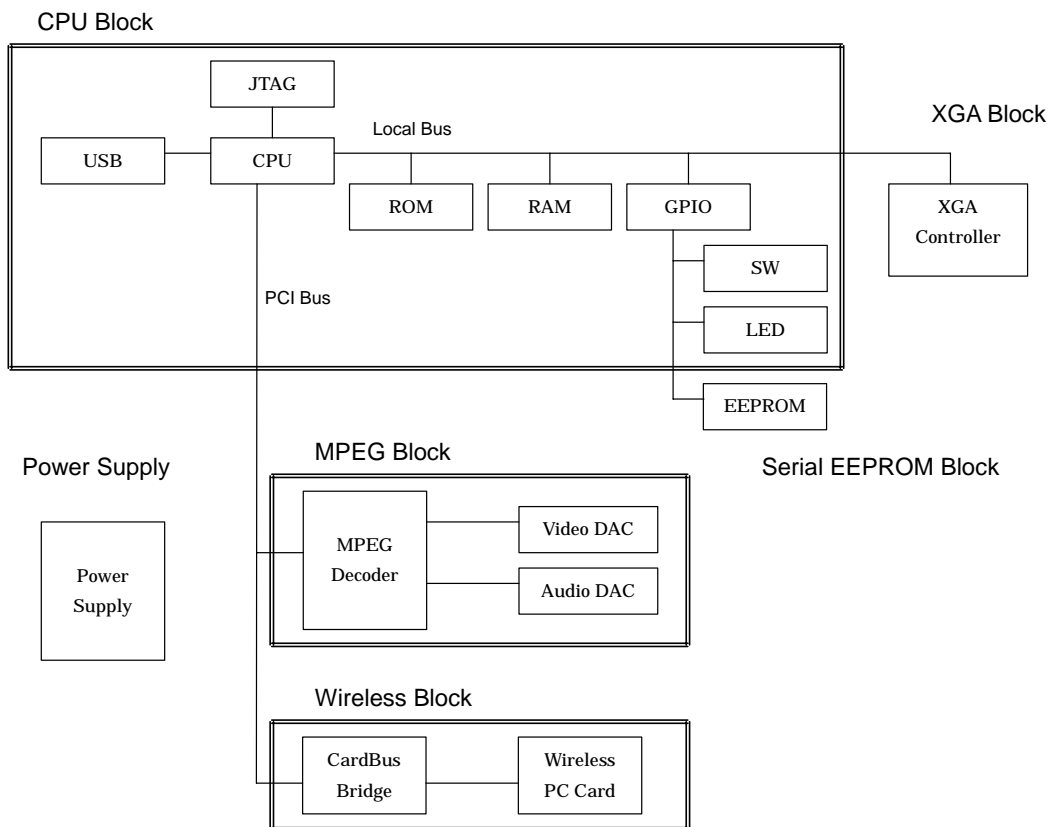 CPU Block
JTAG
Local Bus
XGA Block
USB
CPU
ROM
RAM
GPIO
XGA
Controller
SW
PCI Bus
LED
EEPROM
Power Supply
MPEG Block
Serial EEPROM Block
MPEG
Decoder
Video DAC
Audio DAC
Power
Supply
Wireless Block
CardBus
Bridge
Wireless
PC Card